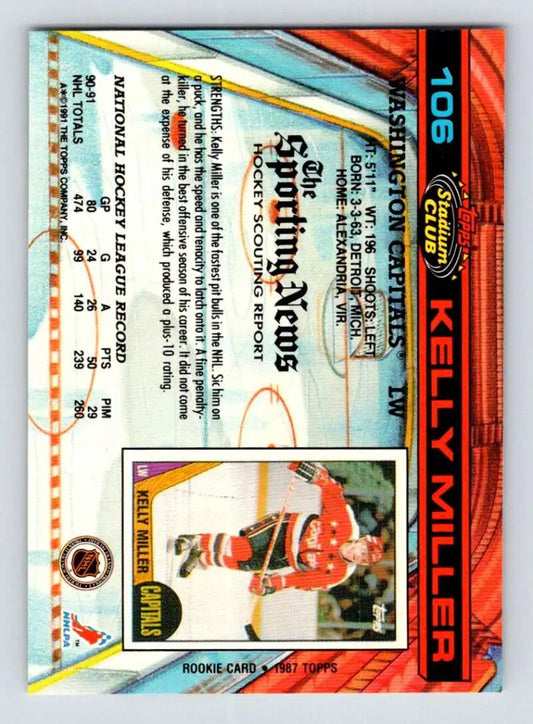 106
TOPPS
Stadium
CLUB
KELLY MILLER
WASHINGTON CAPITALS® LW
HT: 5'11" WT: 196 SHOOTS: LEFT
BORN: 3-3-63, DETROIT, MICH.
HOME: ALEXANDRIA, VIR.
The
Sporting News
HOCKEY SCOUTING REPORT
STRENGTHS: Kelly Miller is one of the fastest pit bulls in the NHL. Sic him on
a puck, and he has the speed and tenacity to latch onto it. A fine penalty-
killer, he turned in the best offensive season of his career. It did not come
at the expense of his defense, which produced a plus-10 rating.
NATIONAL HOCKEY LEAGUE RECORD
GP G A PTS PIM
90-91 80 24 26 50 29
NHL TOTALS 474 99 140 239 260
A*©1991 THE TOPPS COMPANY, INC.
topps
LW
KELLY MILLER
CAPITALS
NHL
NHLPA™
ROOKIE CARD • 1987 TOPPS